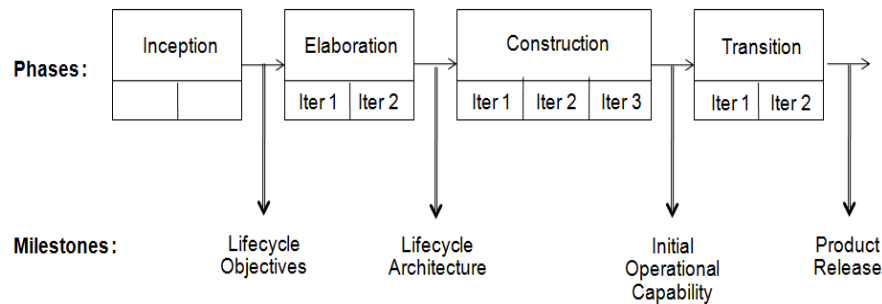 Phases:
Inception
Elaboration
Construction
Transition
Iter 1
Iter 2
Iter 1
Iter 2
Iter 3
Iter 1
Iter 2
Milestones:
Lifecycle
Objectives
Lifecycle
Architecture
Initial
Operational
Capability
Product
Release